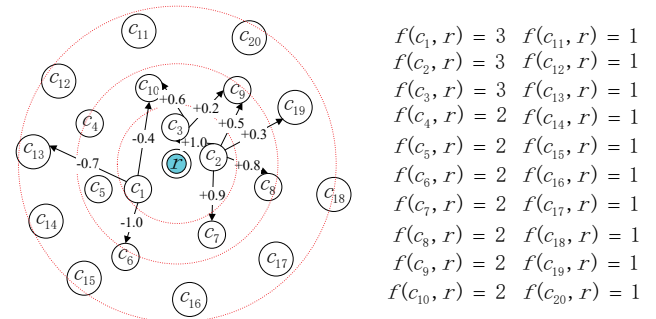 c11
c20
c12
c10
c9
c19
+0.6
+0.2
c4
c3
+0.5
+0.3
c13
-0.4
+1.0
c2
-0.7
r
+0.8
c5
c1
c8
c18
+0.9
c14
-1.0
c7
c6
c17
c15
c16
f(c1, r) = 3 f(c11, r) = 1
f(c2, r) = 3 f(c12, r) = 1
f(c3, r) = 3 f(c13, r) = 1
f(c4, r) = 2 f(c14, r) = 1
f(c5, r) = 2 f(c15, r) = 1
f(c6, r) = 2 f(c16, r) = 1
f(c7, r) = 2 f(c17, r) = 1
f(c8, r) = 2 f(c18, r) = 1
f(c9, r) = 2 f(c19, r) = 1
f(c10, r) = 2 f(c20, r) = 1